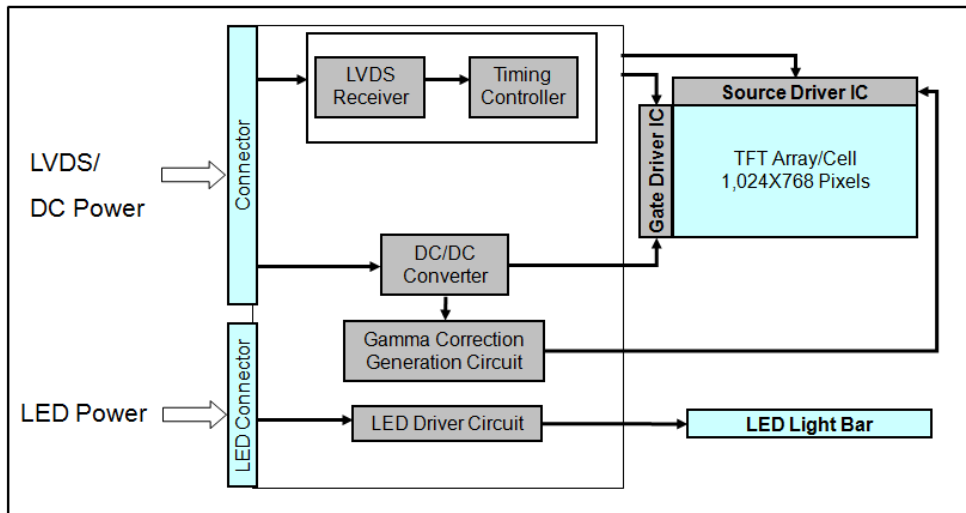 LVDS/
DC Power
LED Power
Connector
LED Connector
LVDS
Receiver
Timing
Controller
DC/DC
Converter
Gamma Correction
Generation Circuit
LED Driver Circuit
Source Driver IC
Gate Driver IC
TFT Array/Cell
1,024X768 Pixels
LED Light Bar